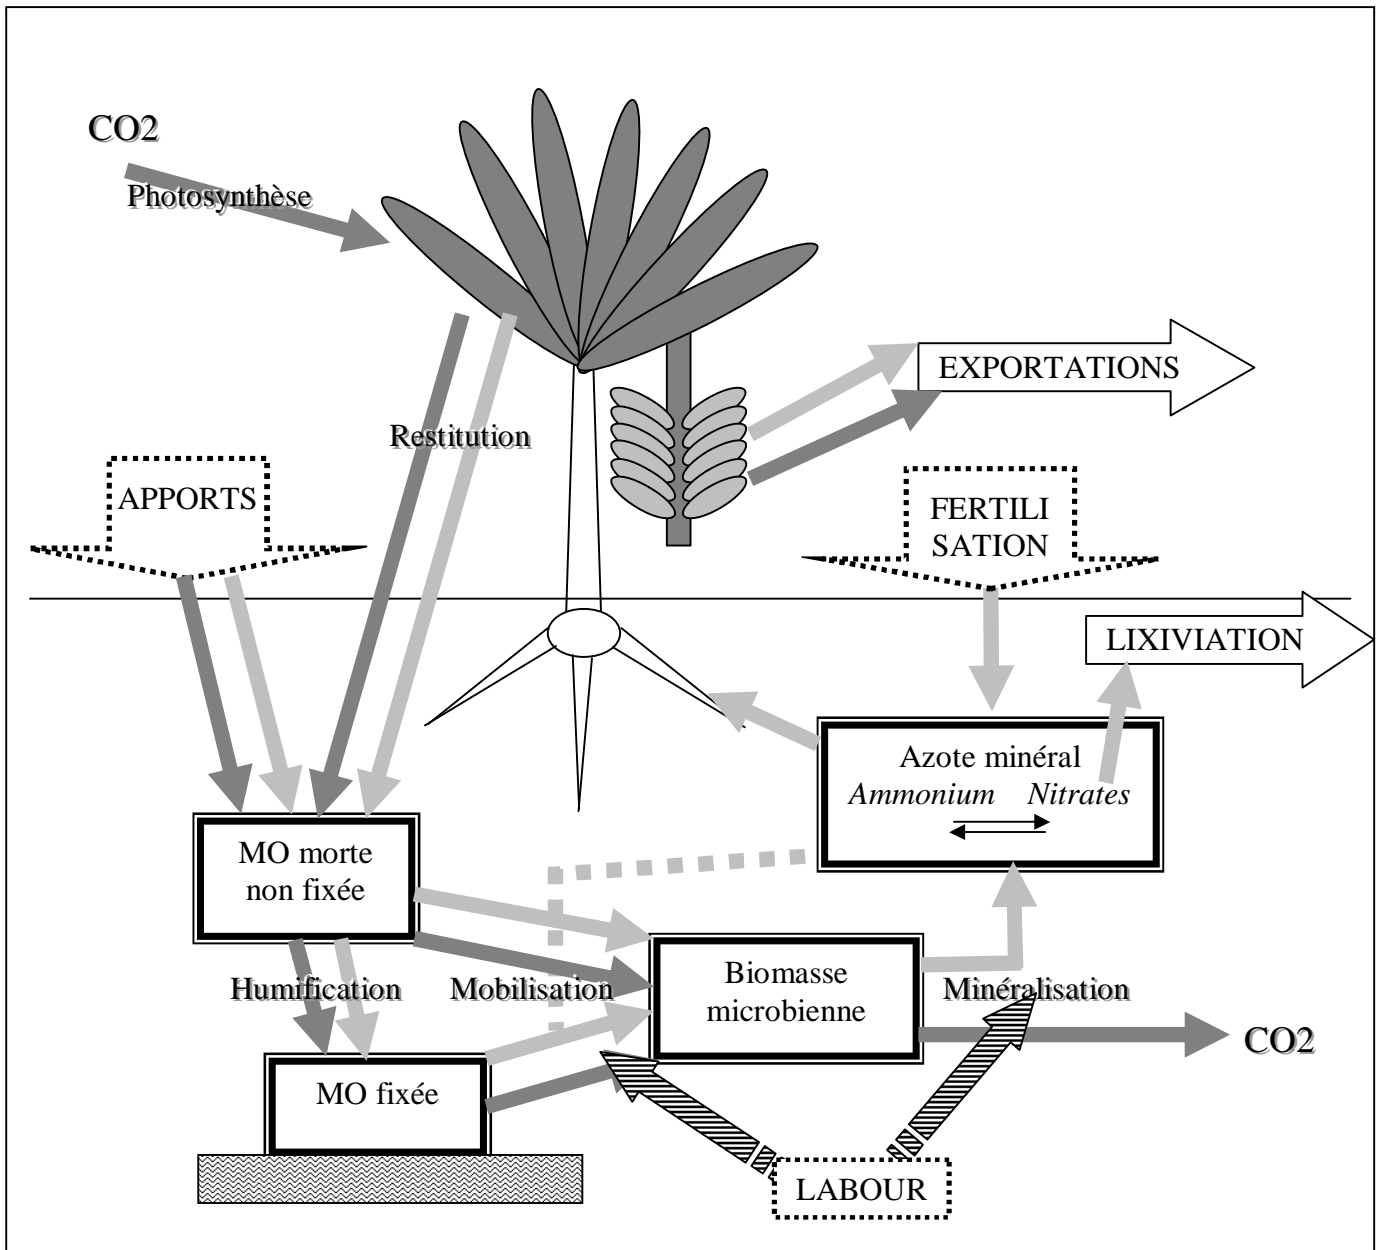 CO2
Photosynthèse
EXPORTATIONS
Restitution
APPORTS
FERTILI
SATION
LIXIVIATION
Azote minéral
Ammonium Nitrates
MO morte
non fixée
Humification
Mobilisation
Biomasse
microbienne
Minéralisation
CO2
MO fixée
LABOUR